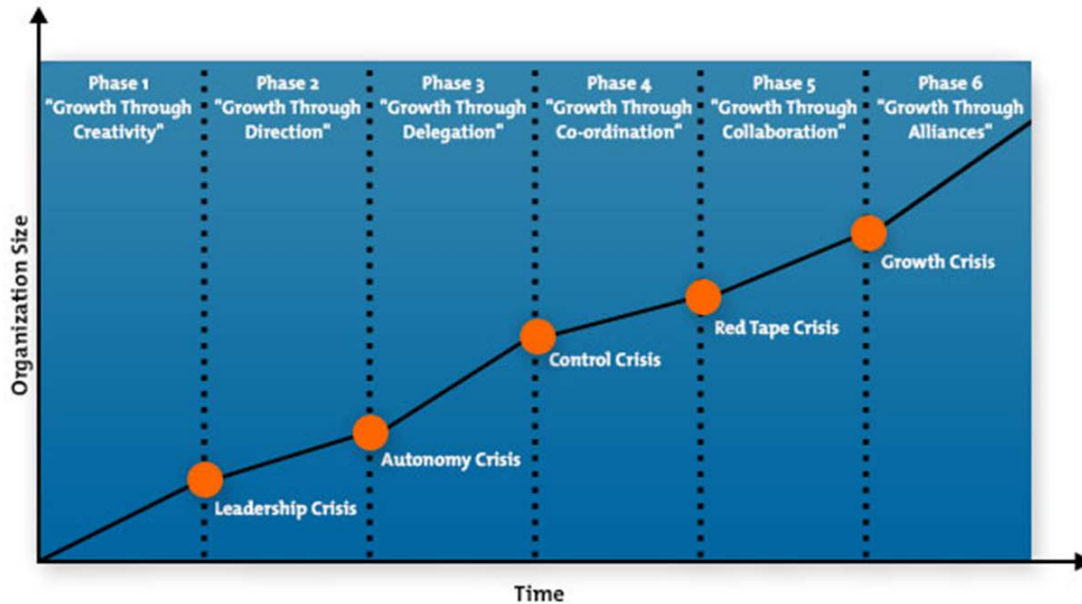 Phase 1
"Growth Through
Creativity"
Phase 2
"Growth Through
Direction"
Phase 3
"Growth Through
Delegation"
Phase 4
"Growth Through
Co-ordination"
Phase 5
"Growth Through
Collaboration"
Phase 6
"Growth Through
Alliances"
Organization Size
Growth Crisis
Red Tape Crisis
Control Crisis
Autonomy Crisis
Leadership Crisis
Time